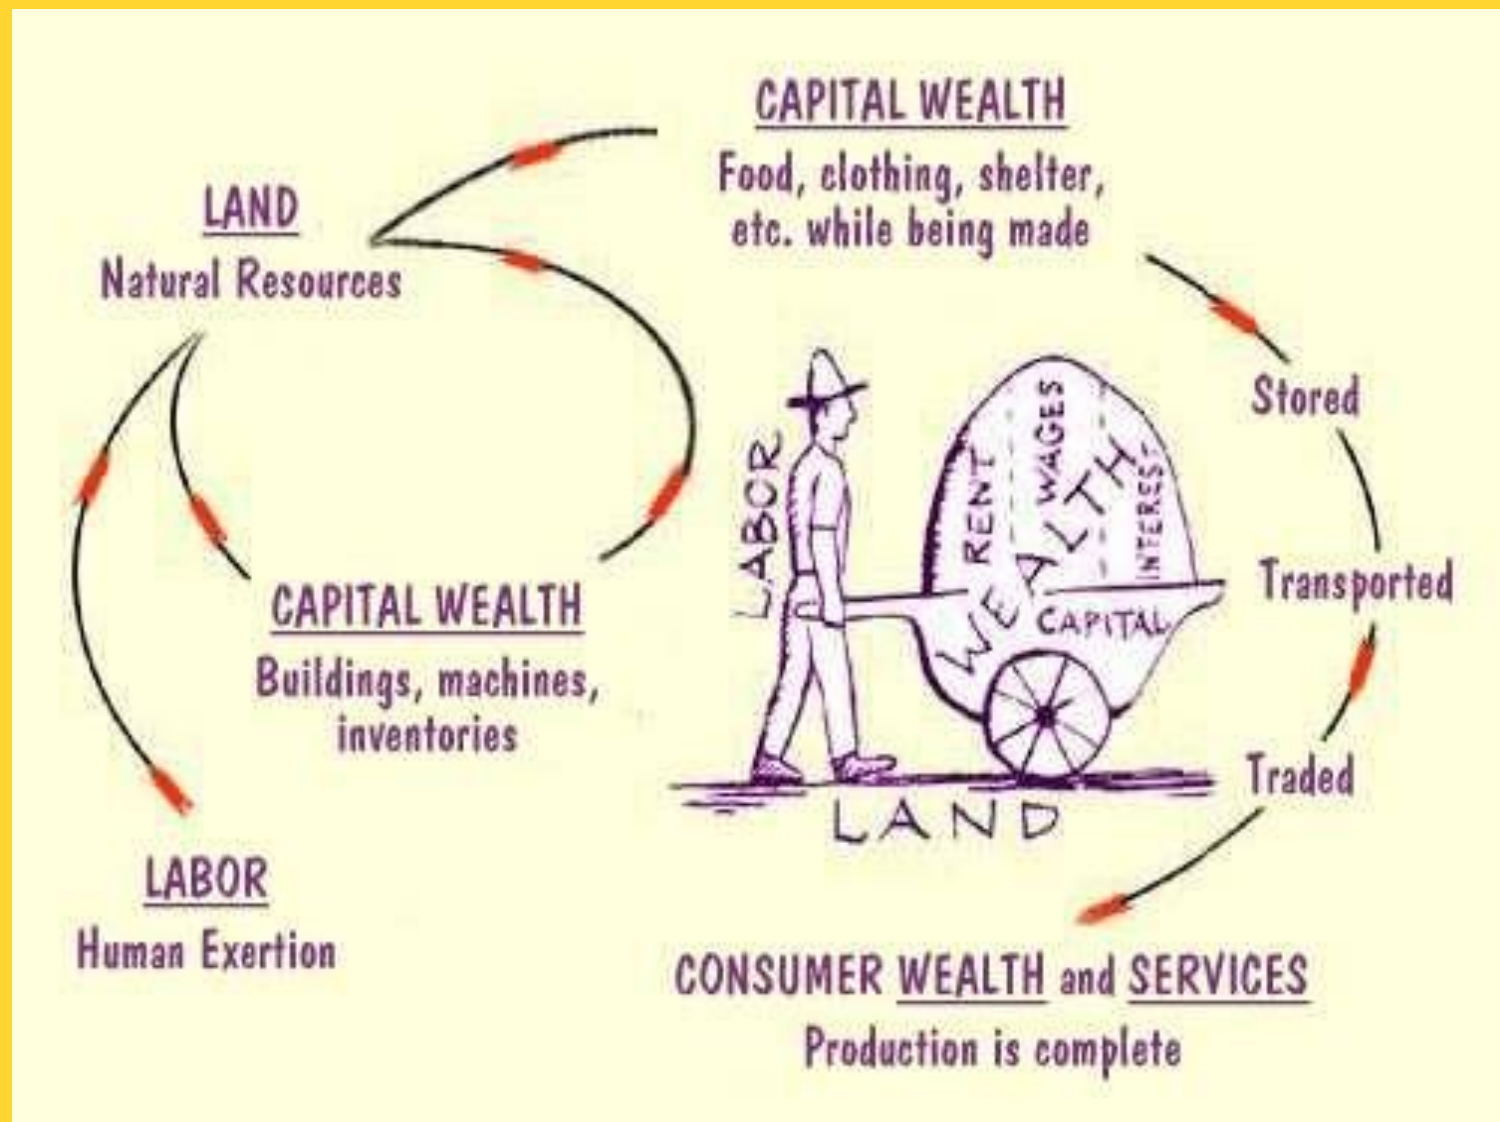 CAPITAL WEALTH
Food, clothing, shelter,
etc. while being made
LAND
Natural Resources
Stored
Transported
Traded
CAPITAL WEALTH
Buildings, machines,
inventories
LABOR
RENT
WAGES
INTEREST
WEALTH
CAPITAL
LAND
LABOR
Human Exertion
CONSUMER WEALTH and SERVICES
Production is complete